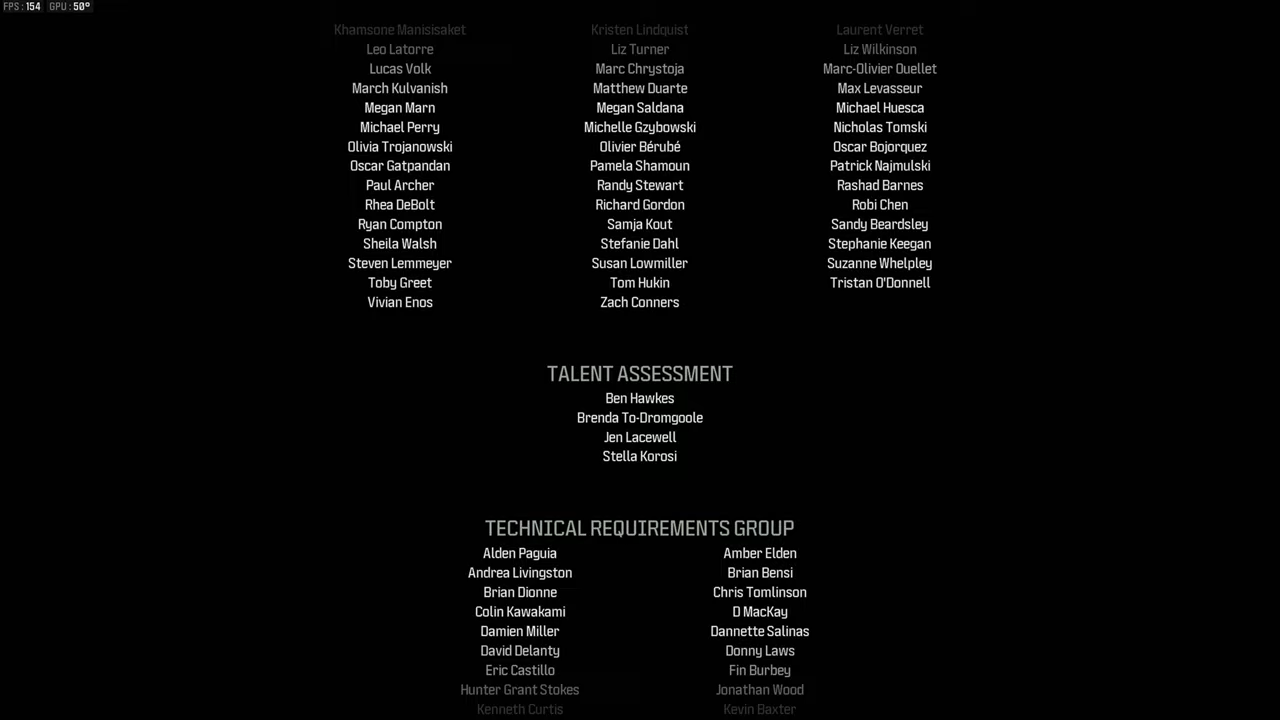 FPS: 154 GPU: 50°
Khamsone Manisisaket Kristen Lindquist Laurent Verret
Leo Latorre Liz Turner Liz Wilkinson
Lucas Volk Marc Chrystoja Marc-Olivier Ouellet
March Kulvanish Matthew Duarte Max Levasseur
Megan Marn Megan Saldana Michael Huesca
Michael Perry Michelle Gzybowski Nicholas Tomski
Olivia Trojanowski Olivier Bérubé Oscar Bojorquez
Oscar Gatpandan Pamela Shamoun Patrick Najmulski
Paul Archer Randy Stewart Rashad Barnes
Rhea DeBolt Richard Gordon Robi Chen
Ryan Compton Samja Kout Sandy Beardsley
Sheila Walsh Stefanie Dahl Stephanie Keegan
Steven Lemmeyer Susan Lowmiller Suzanne Whelpley
Toby Greet Tom Hukin Tristan O'Donnell
Vivian Enos Zach Conners
TALENT ASSESSMENT
Ben Hawkes
Brenda To-Dromgoole
Jen Lacewell
Stella Korosi
TECHNICAL REQUIREMENTS GROUP
Alden Paguia Amber Elden
Andrea Livingston Brian Bensi
Brian Dionne Chris Tomlinson
Colin Kawakami D MacKay
Damien Miller Dannette Salinas
David Delanty Donny Laws
Eric Castillo Fin Burbey
Hunter Grant Stokes Jonathan Wood
Kenneth Curtis Kevin Baxter